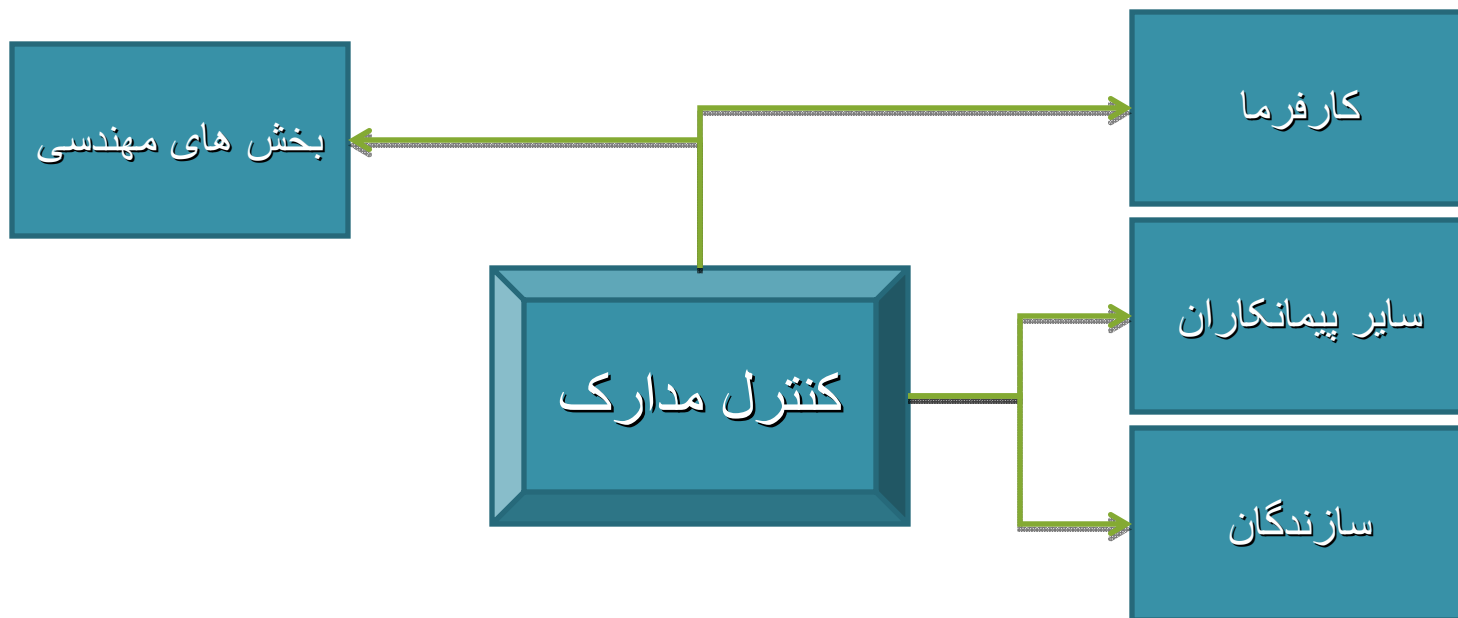 کارفرما
بخش های مهندسی
سایر پیمانکاران
کنترل مدارک
سازندگان